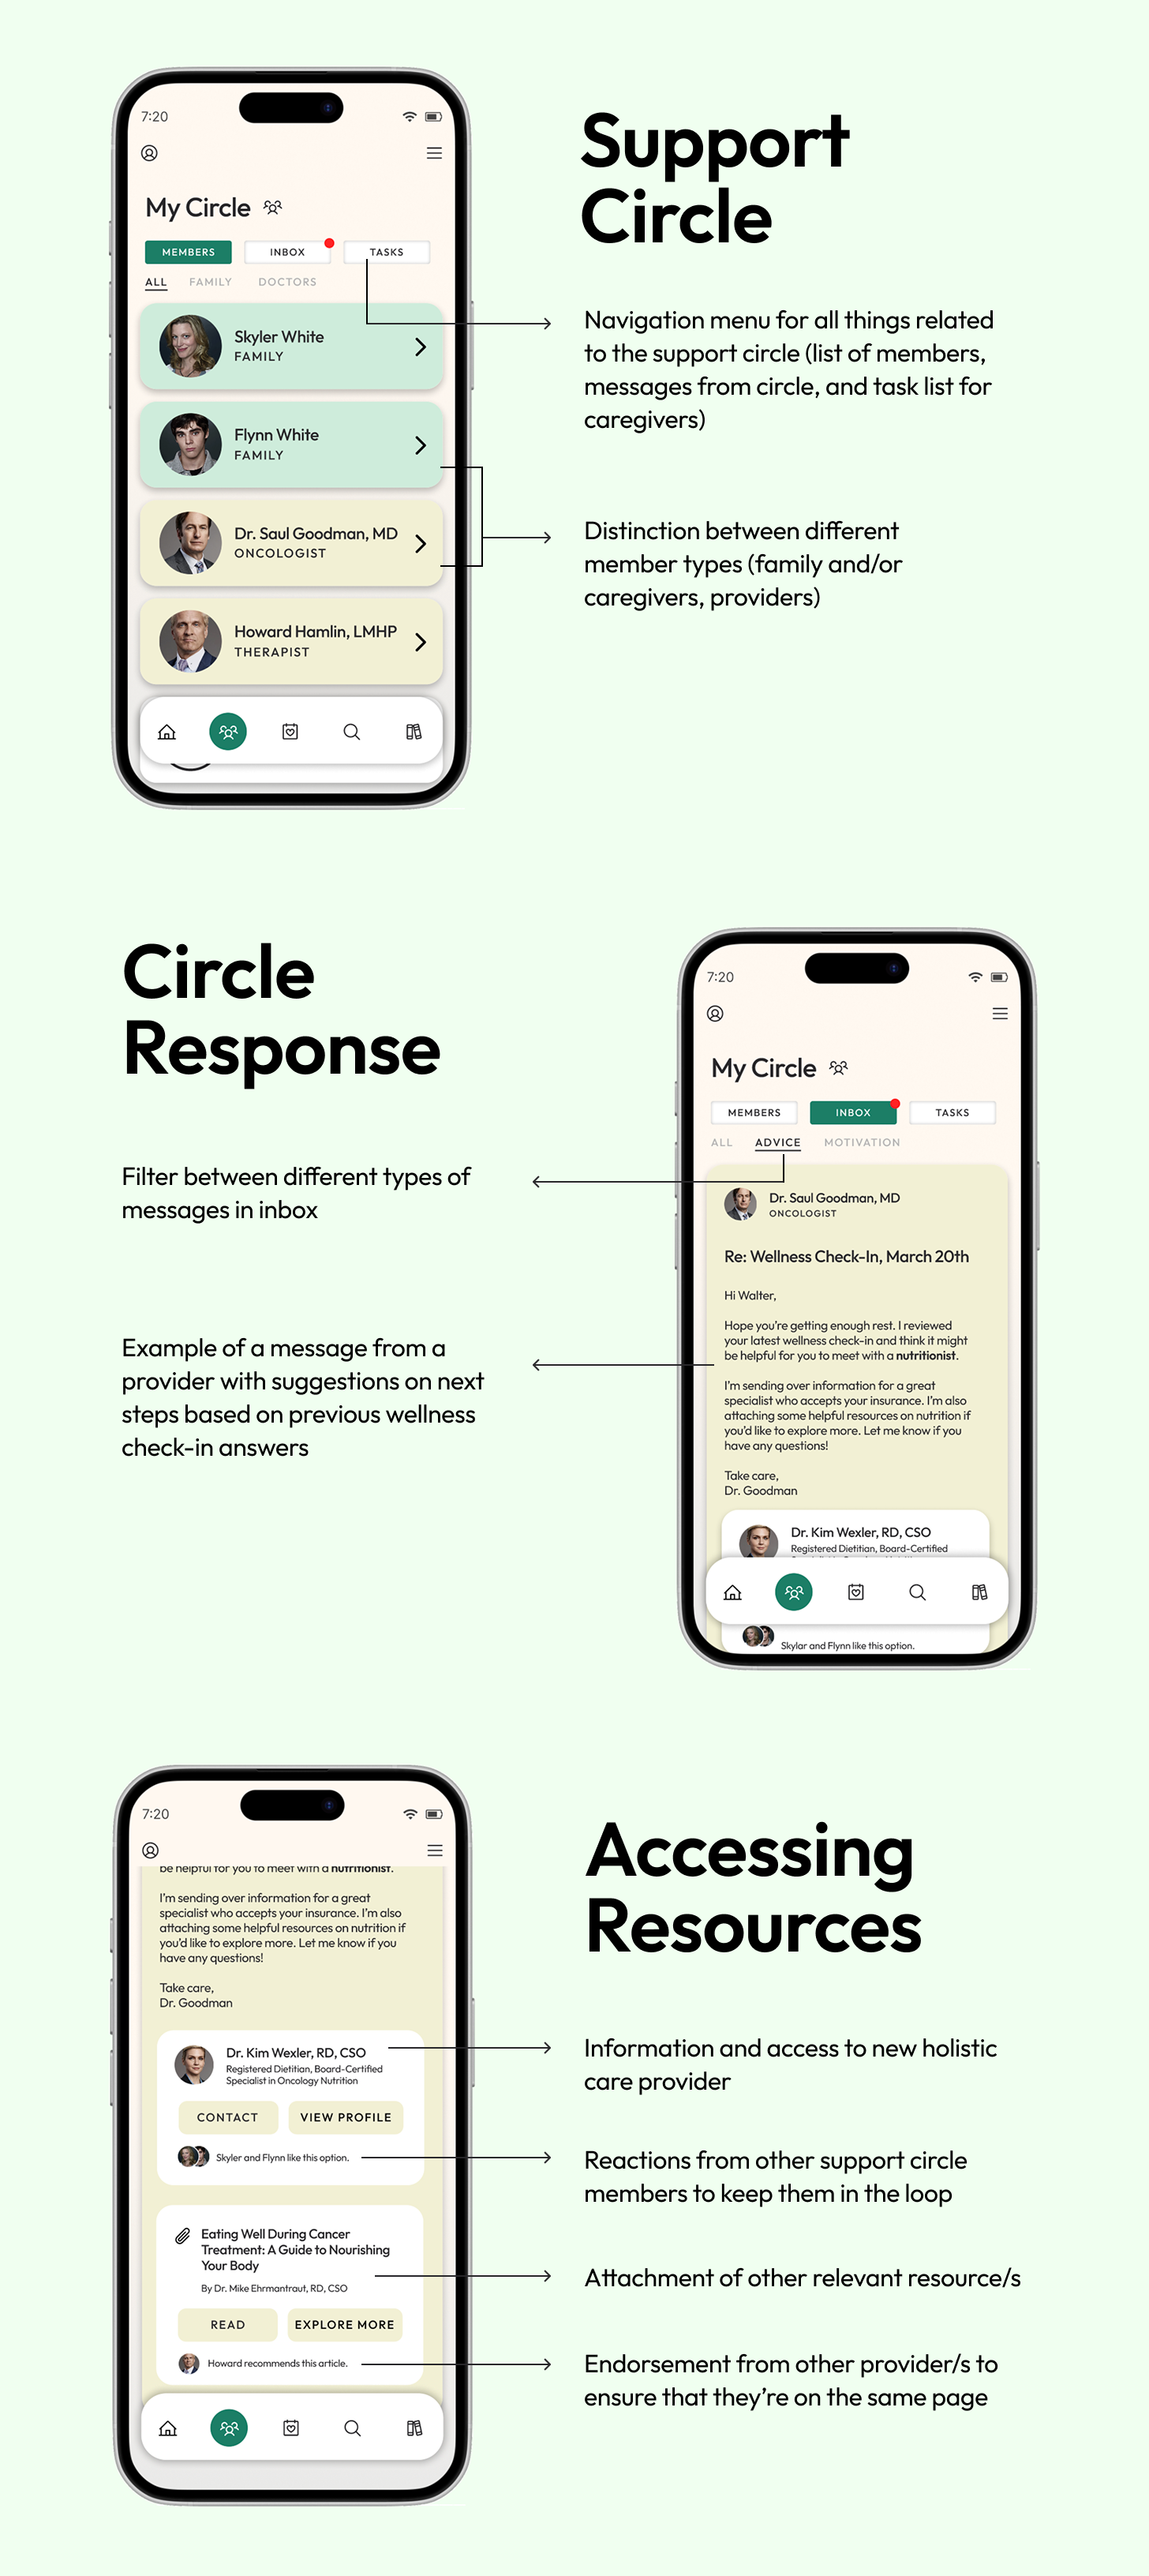 7:20
My Circle
MEMBERS INBOX TASKS
ALL FAMILY DOCTORS
Skyler White
FAMILY
Flynn White
FAMILY
Dr. Saul Goodman, MD
ONCOLOGIST
Howard Hamlin, LMHP
THERAPIST
Support
Circle
Navigation menu for all things related
to the support circle (list of members,
messages from circle, and task list for
caregivers)
Distinction between different
member types (family and/or
caregivers, providers)
Circle
Response
Filter between different types of
messages in inbox
Example of a message from a
provider with suggestions on next
steps based on previous wellness
check-in answers
7:20
My Circle
MEMBERS INBOX TASKS
ALL ADVICE MOTIVATION
Dr. Saul Goodman, MD
ONCOLOGIST
Re: Wellness Check-In, March 20th
Hi Walter,
Hope you're getting enough rest. I reviewed
your latest wellness check-in and think it might
be helpful for you to meet with a nutritionist.
I'm sending over information for a great
specialist who accepts your insurance. I'm also
attaching some helpful resources on nutrition if
you'd like to explore more. Let me know if you
have any questions!
Take care,
Dr. Goodman
Dr. Kim Wexler, RD, CSO
Registered Dietitian, Board-Certified
Skylar and Flynn like this option.
7:20
be helpful for you to meet with a nutritionist.
I'm sending over information for a great
specialist who accepts your insurance. I'm also
attaching some helpful resources on nutrition if
you'd like to explore more. Let me know if you
have any questions!
Take care,
Dr. Goodman
Dr. Kim Wexler, RD, CSO
Registered Dietitian, Board-Certified
Specialist in Oncology Nutrition
CONTACT VIEW PROFILE
Skyler and Flynn like this option.
Eating Well During Cancer
Treatment: A Guide to Nourishing
Your Body
By Dr. Mike Ehrmantraut, RD, CSO
READ EXPLORE MORE
Howard recommends this article.
Accessing
Resources
Information and access to new holistic
care provider
Reactions from other support circle
members to keep them in the loop
Attachment of other relevant resource/s
Endorsement from other provider/s to
ensure that they're on the same page